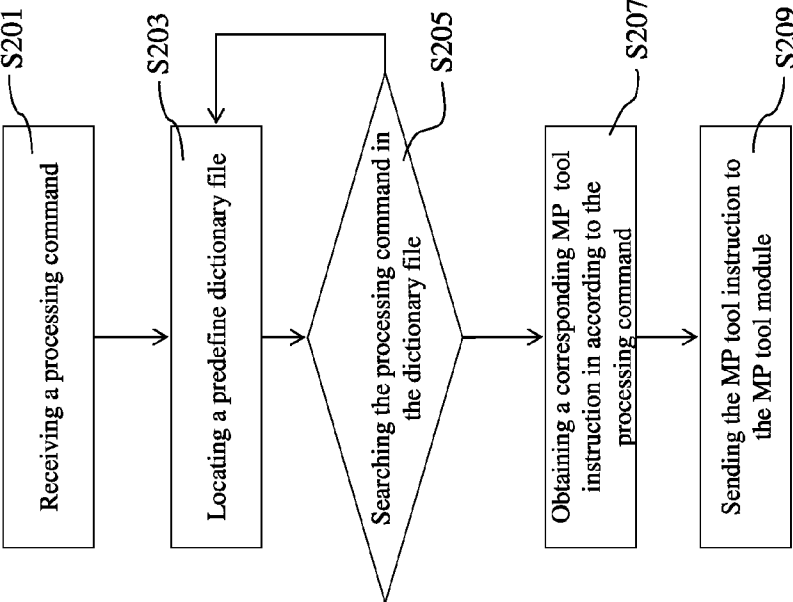 S201
Receiving a processing command
S203
Locating a predefine dictionary file
S205
Searching the processing command in
the dictionary file
S207
Obtaining a corresponding MP tool
instruction in according to the
processing command
S209
Sending the MP tool instruction to
the MP tool module